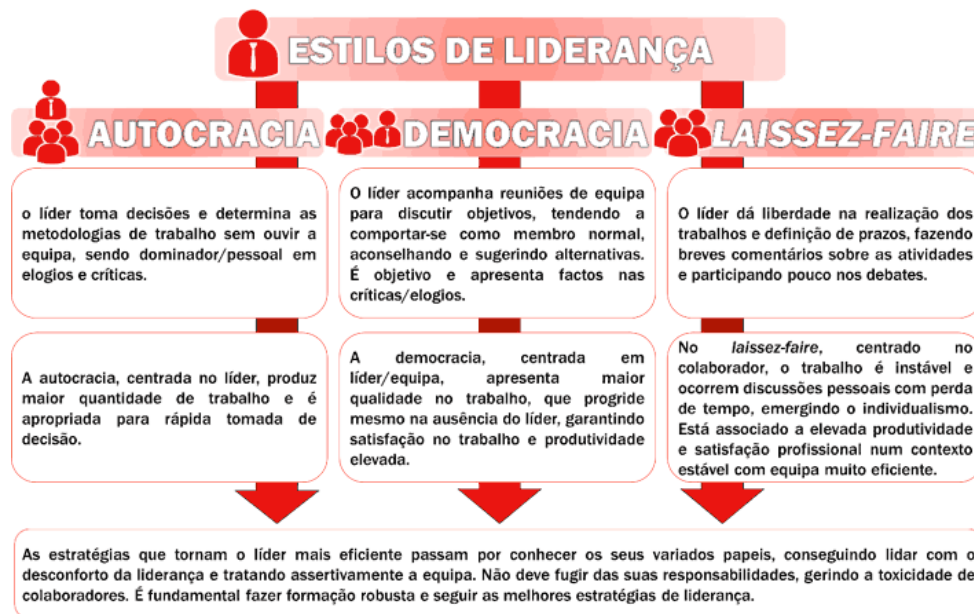 ESTILOS DE LIDERANÇA
AUTOCRACIA
o líder toma decisões e determina as
metodologias de trabalho sem ouvir a
equipa, sendo dominador/pessoal em
elogios e críticas.
A autocracia, centrada no líder, produz
maior quantidade de trabalho e é
apropriada para rápida tomada de
decisão.
DEMOCRACIA
O líder acompanha reuniões de equipa
para discutir objetivos, tendendo a
comportar-se como membro normal,
aconselhando e sugerindo alternativas.
É objetivo e apresenta factos nas
críticas/elogios.
A democracia, centrada em
líder/equipa, apresenta maior
qualidade no trabalho, que progride
mesmo na ausência do líder, garantindo
satisfação no trabalho e produtividade
elevada.
LAISSEZ-FAIRE
O líder dá liberdade na realização dos
trabalhos e definição de prazos, fazendo
breves comentários sobre as atividades
e participando pouco nos debates.
No laissez-faire, centrado no
colaborador, o trabalho é instável e
ocorrem discussões pessoais com perda
de tempo, emergindo o individualismo.
Está associado a elevada produtividade
e satisfação profissional num contexto
estável com equipa muito eficiente.
As estratégias que tornam o líder mais eficiente passam por conhecer os seus variados papeis, conseguindo lidar com o
desconforto da liderança e tratando assertivamente a equipa. Não deve fugir das suas responsabilidades, gerindo a toxicidade de
colaboradores. É fundamental fazer formação robusta e seguir as melhores estratégias de liderança.